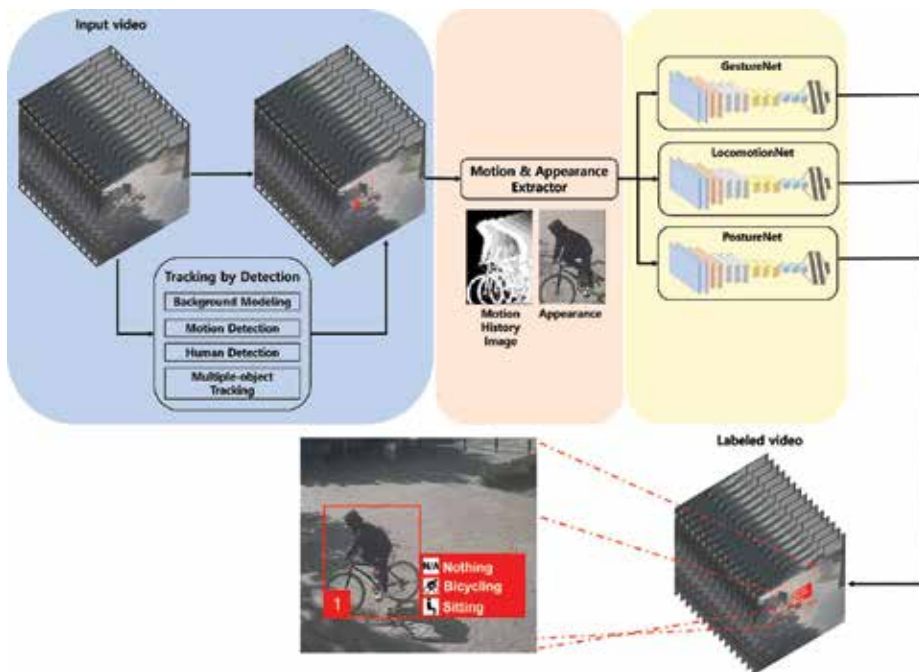 Input video
Tracking by Detection
Background Modeling
Motion Detection
Human Detection
Multiple-object
Tracking
Motion & Appearance
Extractor
Motion
History
Image
Appearance
GestureNet
LocomotionNet
PostureNet
Labeled video
N/A Nothing
Bicycling
Sitting
1